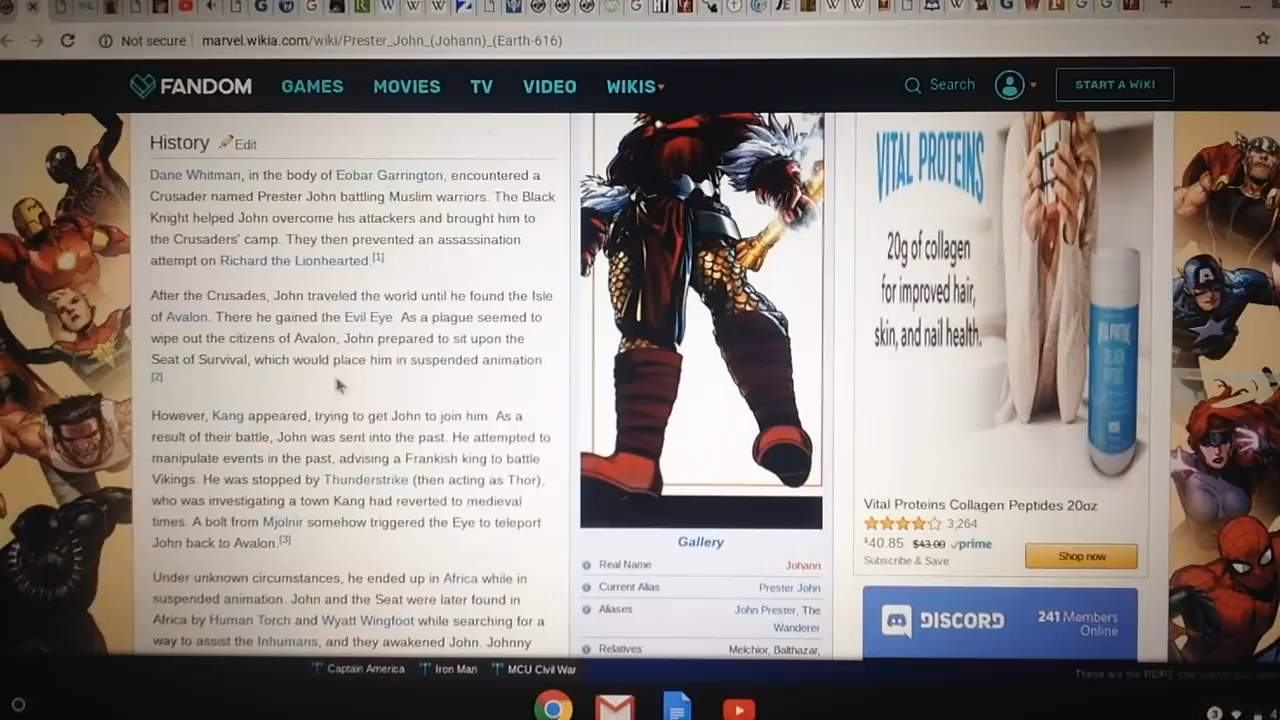 Not secure
marvel.wikia.com/wiki/Prester_John_(Johann)_(Earth-616)
FANDOM
GAMES
MOVIES
TV
VIDEO
WIKIS
Search
START A WIKI
History
Edit
Dane Whitman, in the body of Eobar Garrington, encountered a
Crusader named Prester John battling Muslim warriors. The Black
Knight helped John overcome his attackers and brought him to
the Crusaders' camp. They then prevented an assassination
attempt on Richard the Lionhearted.[1]
After the Crusades, John traveled the world until he found the Isle
of Avalon. There he gained the Evil Eye. As a plague seemed to
wipe out the citizens of Avalon, John prepared to sit upon the
Seat of Survival, which would place him in suspended animation.
[2]
However, Kang appeared, trying to get John to join him. As a
result of their battle, John was sent into the past. He attempted to
manipulate events in the past, advising a Frankish king to battle
Vikings. He was stopped by Thunderstrike (then acting as Thor),
who was investigating a town Kang had reverted to medieval
times. A bolt from Mjolnir somehow triggered the Eye to teleport
John back to Avalon.[3]
Under unknown circumstances, he ended up in Africa while in
suspended animation. John and the Seat were later found in
Africa by Human Torch and Wyatt Wingfoot while searching for a
way to assist the Inhumans, and they awakened John. Johnny
Gallery
Real Name Johann
Current Alias Prester John
Aliases John Prester, The
Wanderer
Relatives Melchior, Balthazar,
VITAL PROTEINS
20g of collagen
for improved hair,
skin, and nail health.
Vital Proteins Collagen Peptides 20oz
3,264
$40.85 $43.00 prime
Subscribe & Save
Shop now
DISCORD
241 Members
Online
Captain America
Iron Man
MCU Civil War